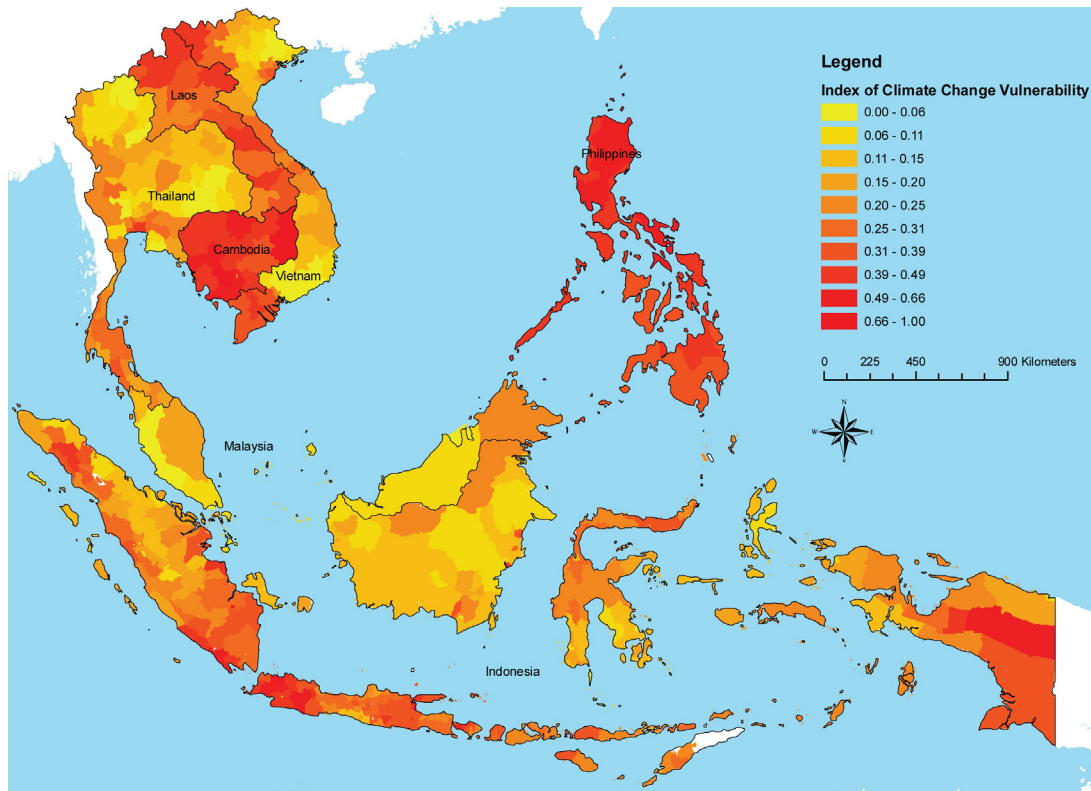 Legend
Index of Climate Change Vulnerability
0.00 - 0.06
0.06 - 0.11
0.11 - 0.15
0.15 - 0.20
0.20 - 0.25
0.25 - 0.31
0.31 - 0.39
0.39 - 0.49
0.49 - 0.66
0.66 - 1.00
0 225 450 900 Kilometers
N
W E
S
Laos
Philippines
Thailand
Cambodia
Vietnam
Malaysia
Indonesia